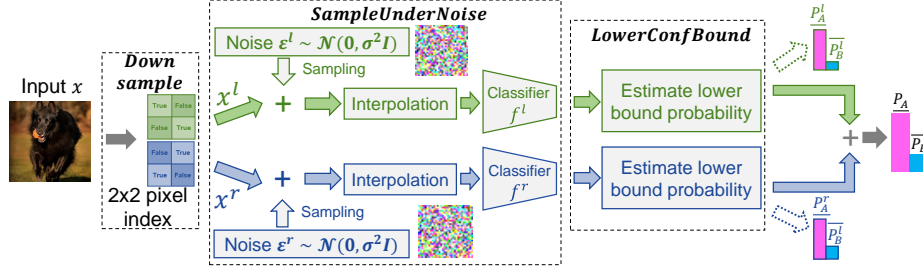 SampleUnderNoise
LowerConfBound
Down
sample
Input x
2x2 pixel
index
True False
False True
False True
True False
x^l
x^r
Noise ε^l ~ 𝒩(0, σ²I)
Sampling
+
Interpolation
Classifier
f^l
Estimate lower
bound probability
+
Interpolation
Classifier
f^r
Estimate lower
bound probability
Sampling
Noise ε^r ~ 𝒩(0, σ²I)
P_A^l
P_B^l
+
P_A
P_B
P_A^r
P_B^l